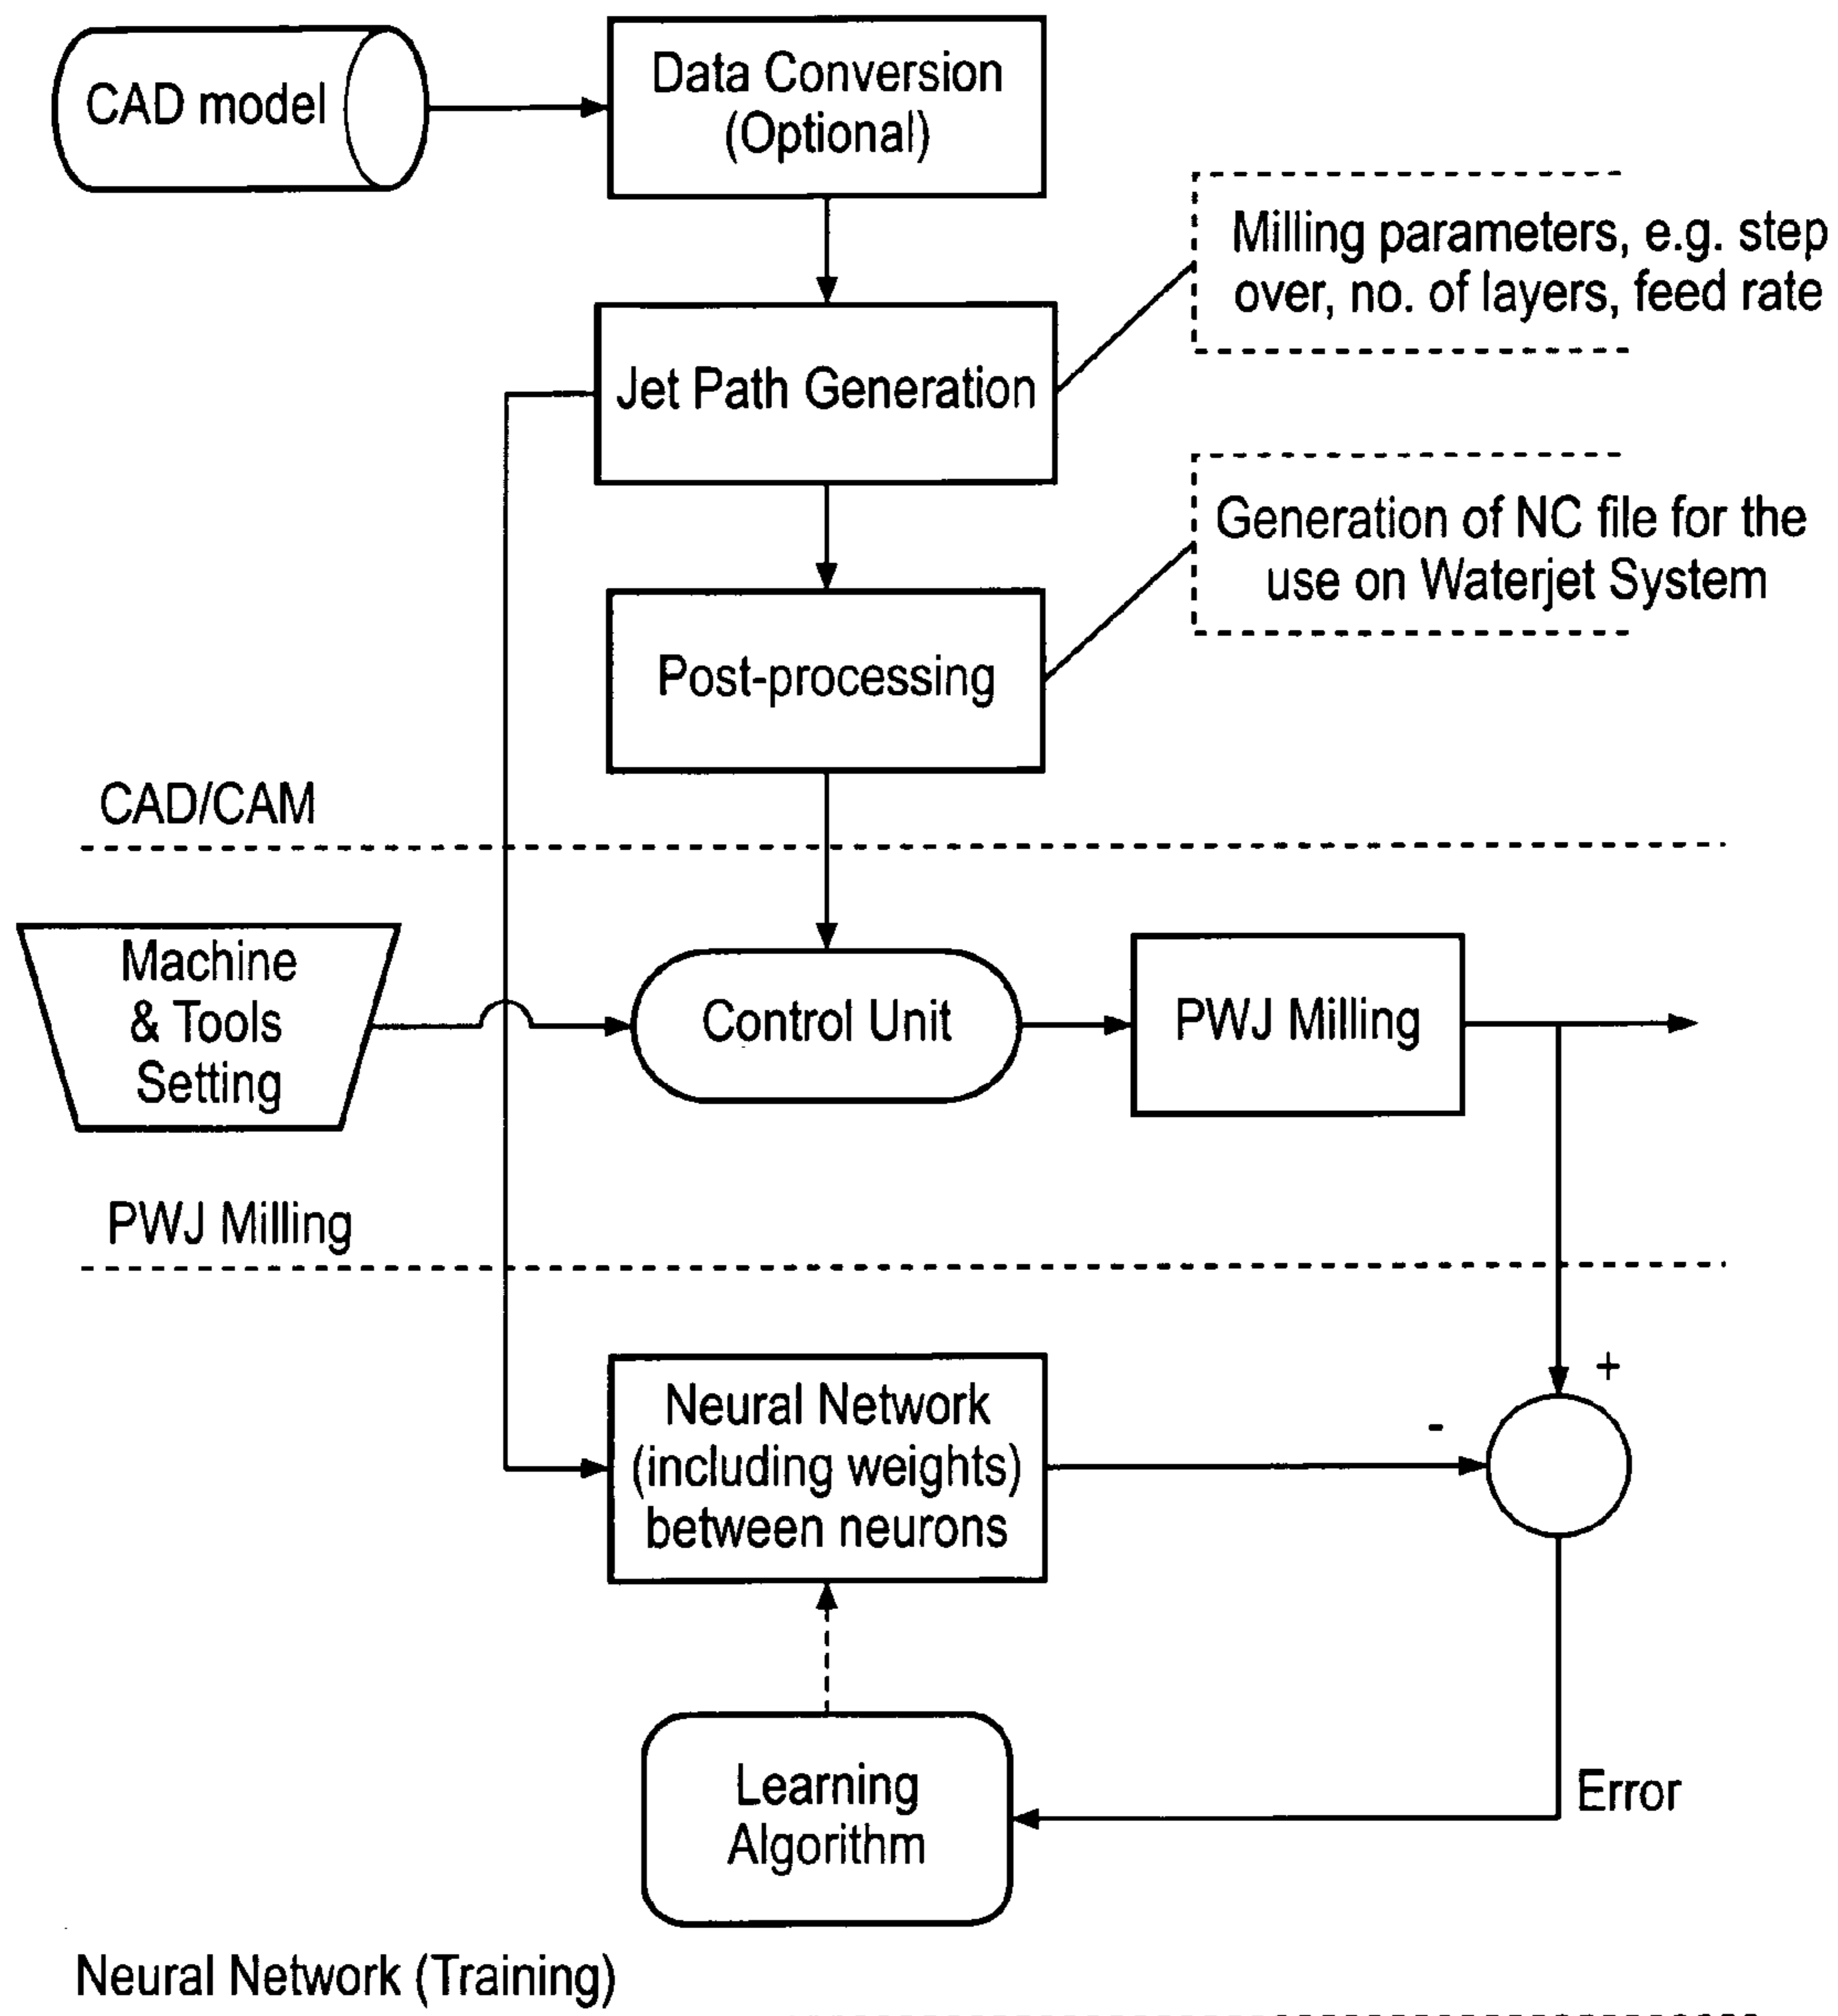 CAD model
Data Conversion
(Optional)
Milling parameters, e.g. step
over, no. of layers, feed rate
Jet Path Generation
Generation of NC file for the
use on Waterjet System
Post-processing
CAD/CAM
Machine
& Tools
Setting
Control Unit
PWJ Milling
PWJ Milling
+
-
Neural Network
(including weights)
between neurons
Learning
Algorithm
Error
Neural Network (Training)